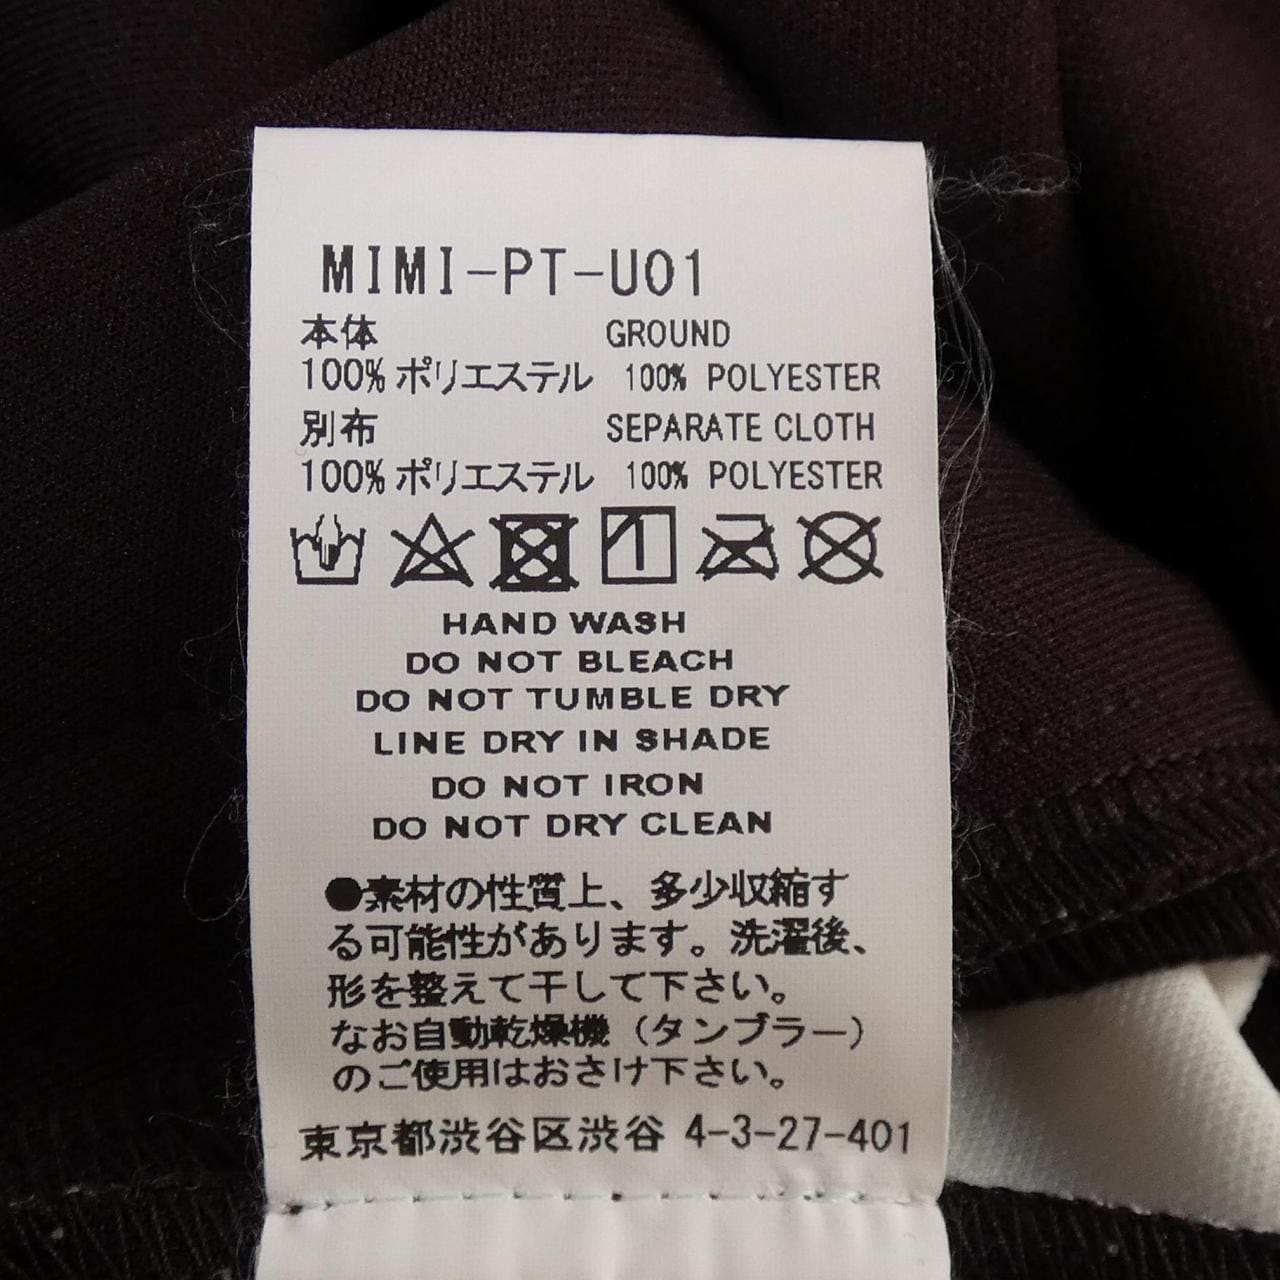 MIMI-PT-U01
本体 GROUND
100% ポリエステル 100% POLYESTER
別布 SEPARATE CLOTH
100% ポリエステル 100% POLYESTER
HAND WASH
DO NOT BLEACH
DO NOT TUMBLE DRY
LINE DRY IN SHADE
DO NOT IRON
DO NOT DRY CLEAN
●素材の性質上、多少収縮す
る可能性があります。洗濯後、
形を整えて干して下さい。
なお自動乾燥機（タンブラー）
のご使用はおさけ下さい。
東京都渋谷区渋谷 4-3-27-401